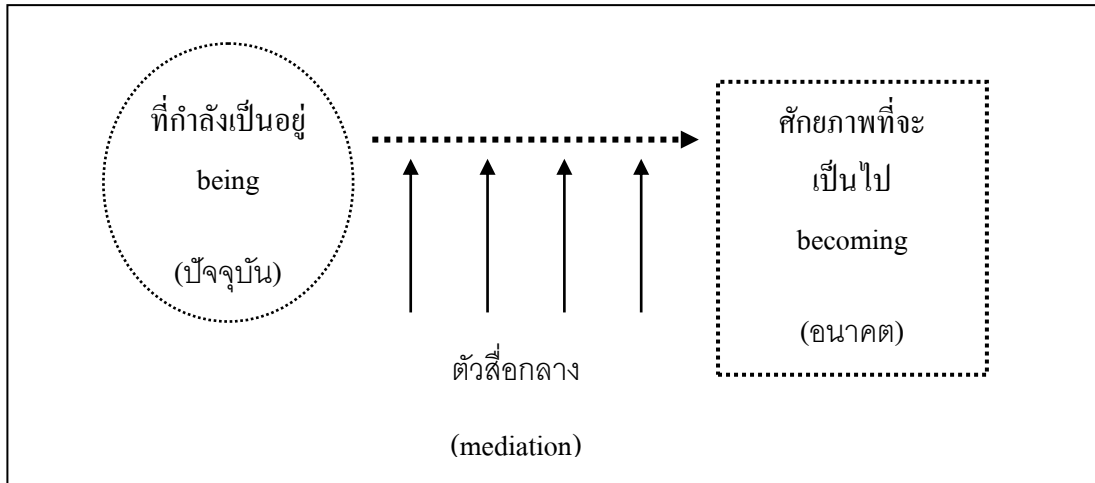 ที่กำลังเป็นอยู่
being
(ปัจจุบัน)
ตัวสื่อกลาง
(mediation)
ศักยภาพที่จะ
เป็นไป
becoming
(อนาคต)